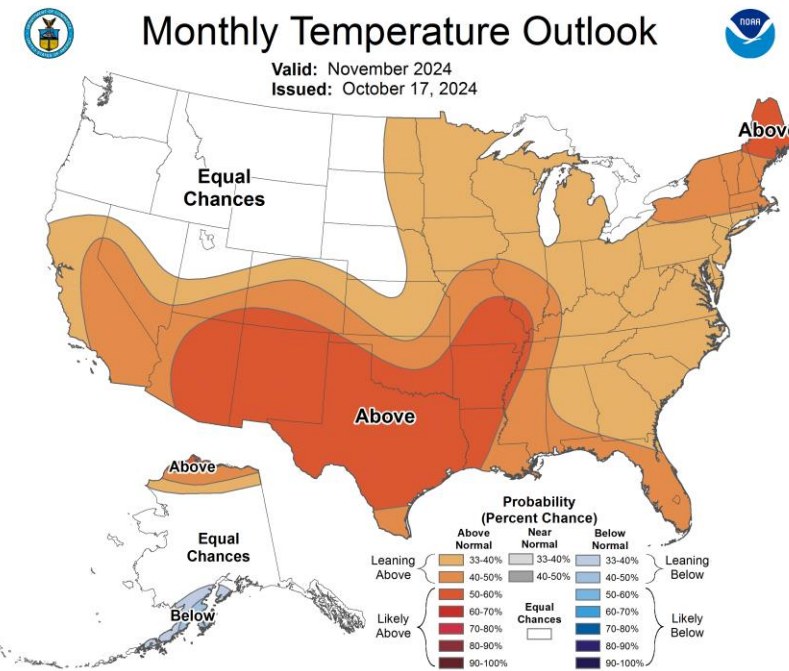 Monthly Temperature Outlook
NOAA
Valid: November 2024
Issued: October 17, 2024
Above
Equal
Chances
Above
Above
Equal
Chances
Below
Probability
(Percent Chance)
Above
Normal
Near
Normal
Below
Normal
Leaning
Above
33-40%
33-40%
33-40%
Leaning
Below
40-50%
40-50%
40-50%
Likely
Above
50-60%
Equal
Chances
50-60%
Likely
Below
60-70%
60-70%
70-80%
70-80%
80-90%
80-90%
90-100%
90-100%